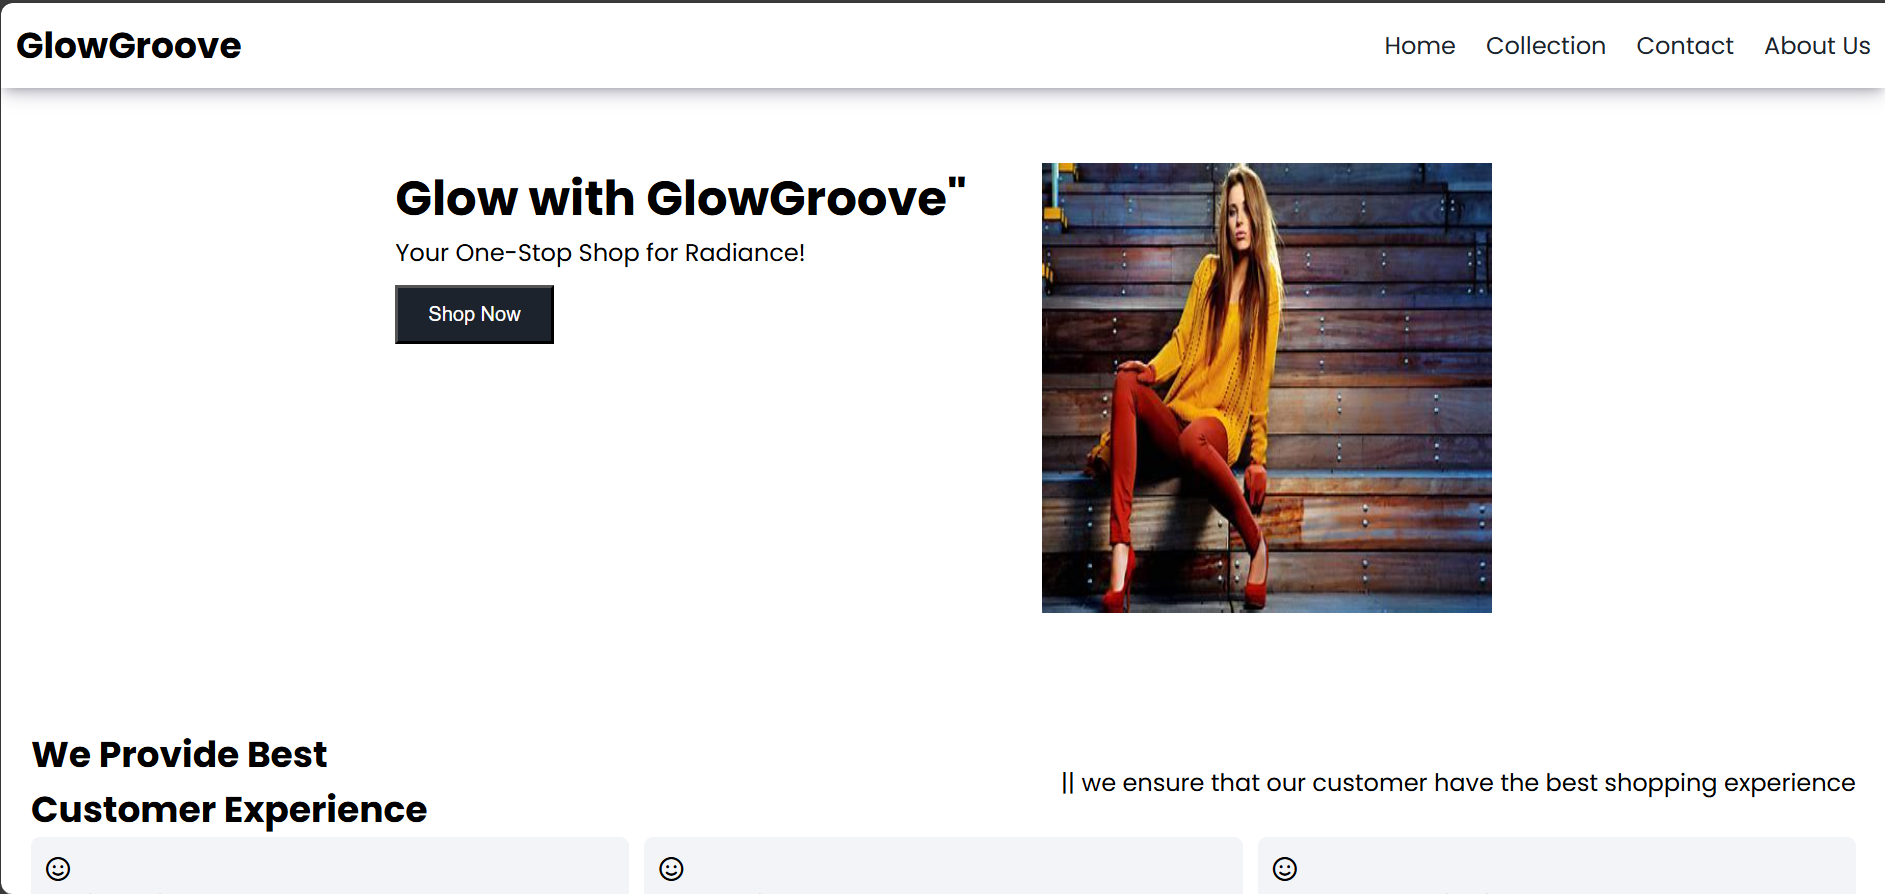 GlowGroove
Home Collection Contact About Us
Glow with GlowGroove"
Your One-Stop Shop for Radiance!
Shop Now
We Provide Best
Customer Experience
|| we ensure that our customer have the best shopping experience